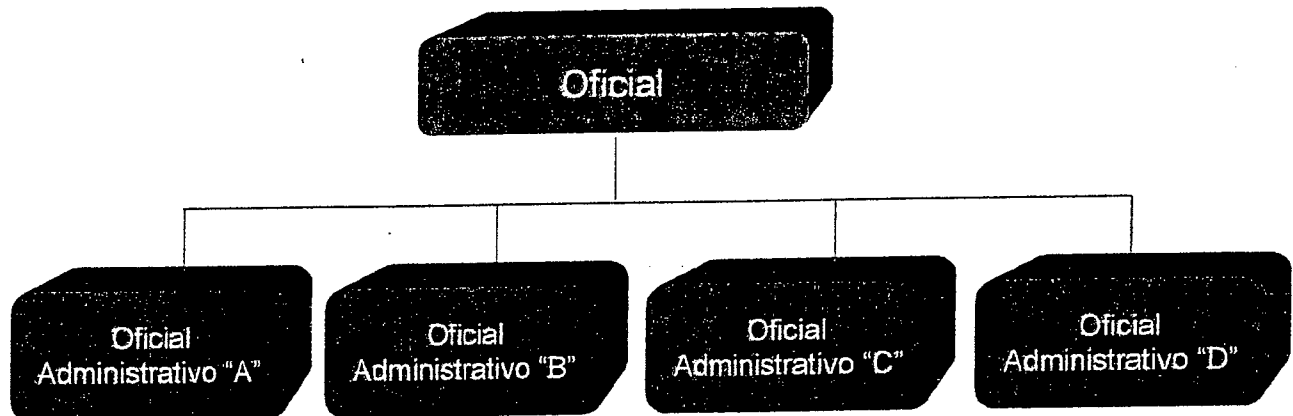 Oficial
Oficial
Administrativo "A"
Oficial
Administrativo "B"
Oficial
Administrativo "C"
Oficial
Administrativo "D"